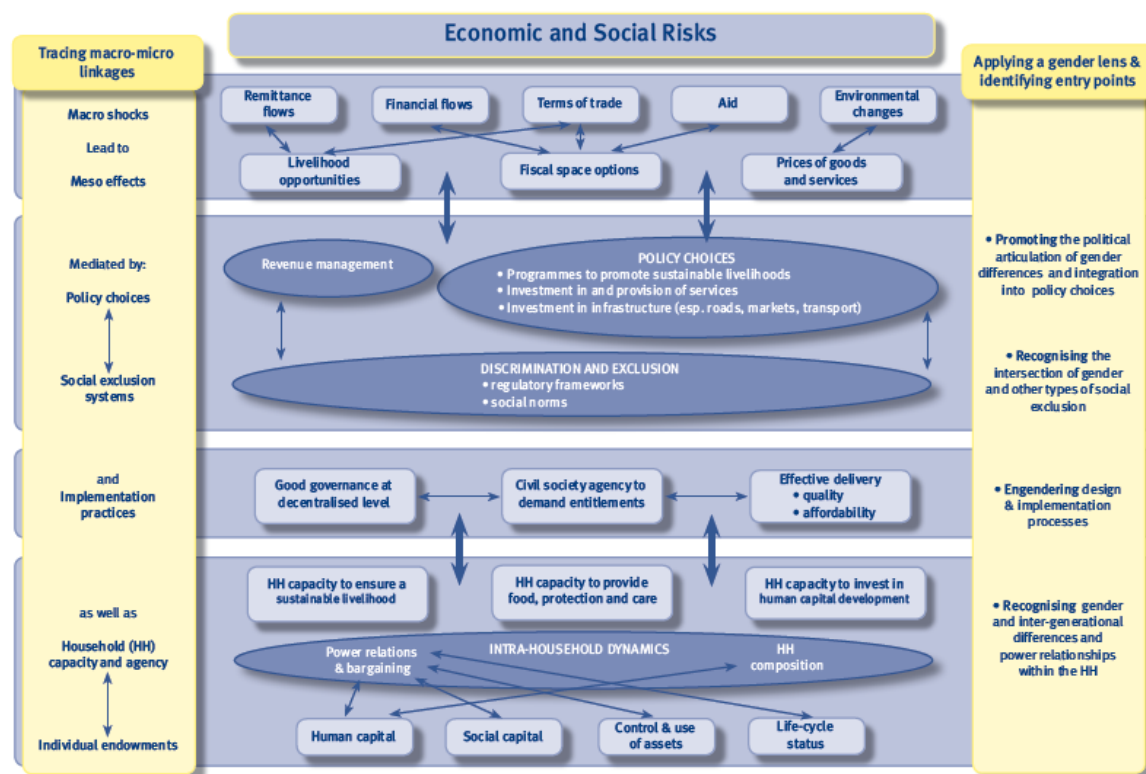 Economic and Social Risks
Tracing macro-micro
linkages
Macro shocks
Lead to
Meso effects
Mediated by:
Policy choices
Social exclusion
systems
and
Implementation
practices
as well as
Household (HH)
capacity and agency
Individual endowments
Remittance
flows
Financial flows
Terms of trade
Aid
Environmental
changes
Livelihood
opportunities
Fiscal space options
Prices of goods
and services
Revenue management
POLICY CHOICES
• Programmes to promote sustainable livelihoods
• Investment in and provision of services
• Investment in infrastructure (esp. roads, markets, transport)
DISCRIMINATION AND EXCLUSION
• regulatory frameworks
• social norms
Good governance at
decentralised level
Civil society agency to
demand entitlements
Effective delivery
• quality
• affordability
HH capacity to ensure a
sustainable livelihood
HH capacity to provide
food, protection and care
HH capacity to invest in
human capital development
Power relations
& bargaining
INTRA-HOUSEHOLD DYNAMICS
HH
composition
Human capital
Social capital
Control & use
of assets
Life-cycle
status
Applying a gender lens &
identifying entry points
• Promoting the political
articulation of gender
differences and integration
into policy choices
• Recognising the
intersection of gender
and other types of social
exclusion
• Engendering design
& implementation
processes
• Recognising gender
and inter-generational
differences and
power relationships
within the HH